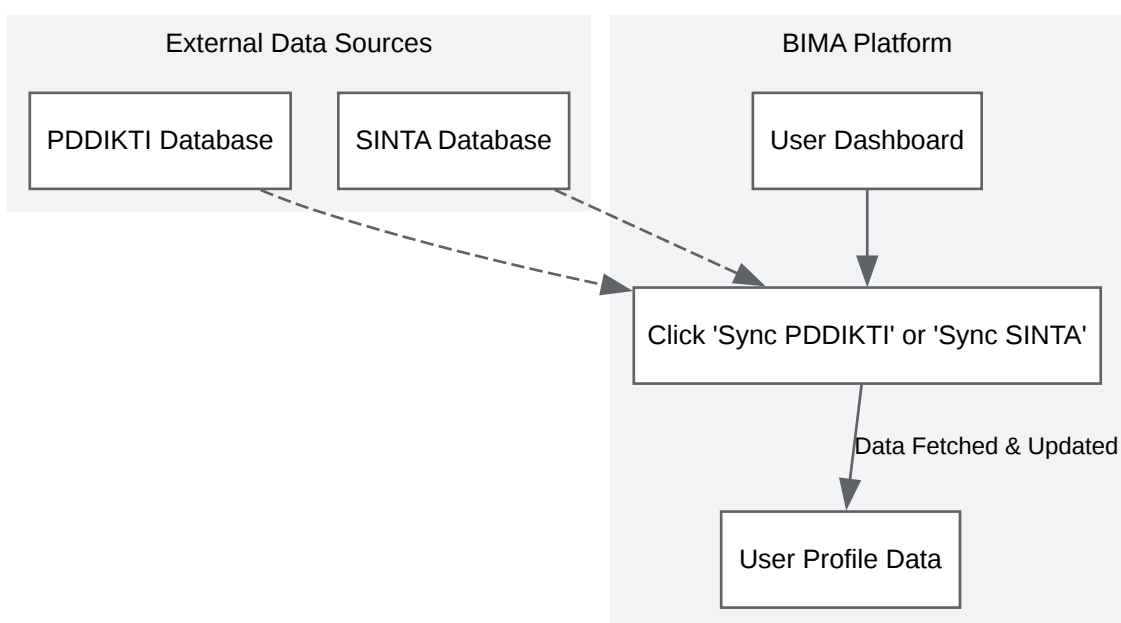 External Data Sources
BIMA Platform
PDDIKTI Database
SINTA Database
User Dashboard
Click 'Sync PDDIKTI' or 'Sync SINTA'
Data Fetched & Updated
User Profile Data